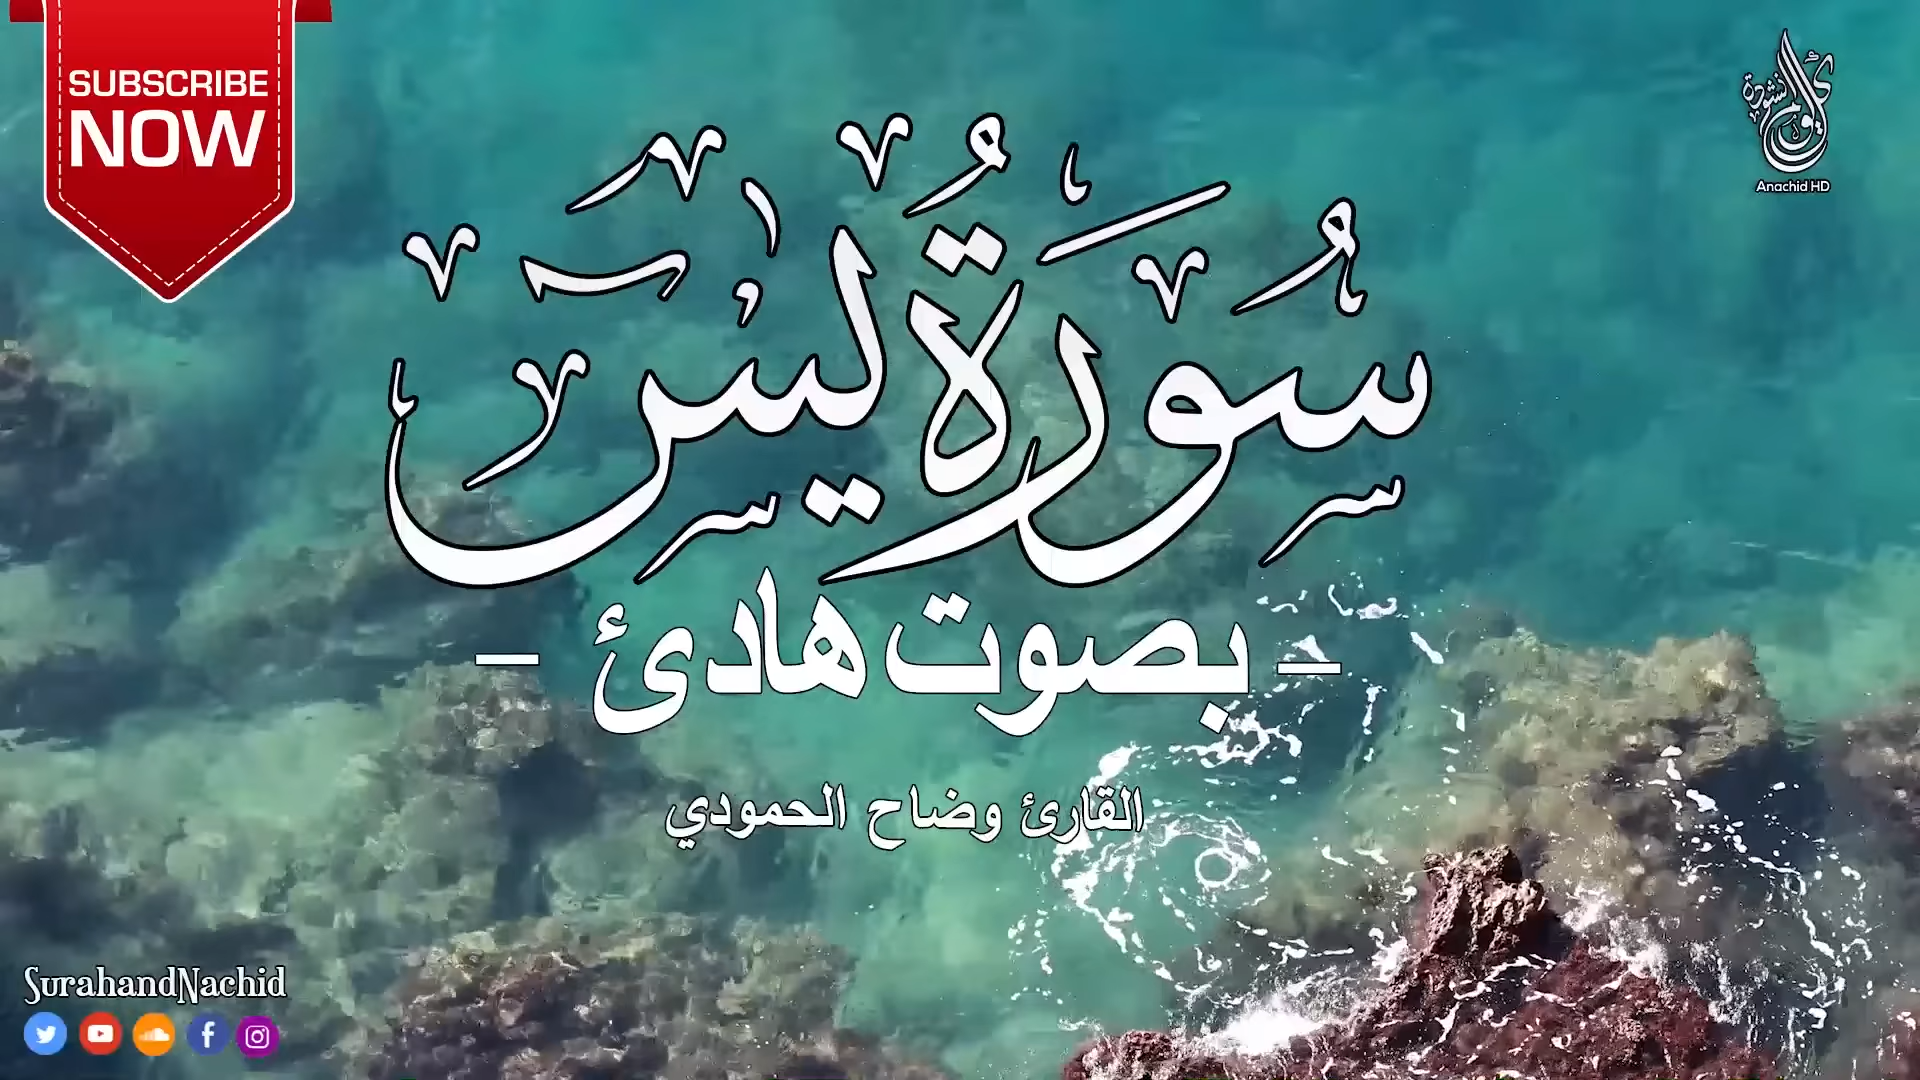 SUBSCRIBE
NOW
Anachid HD
سُورَةُ يسٓ
- بصوت هادئ -
القارئ وضاح الحمودي
SurahandNachid